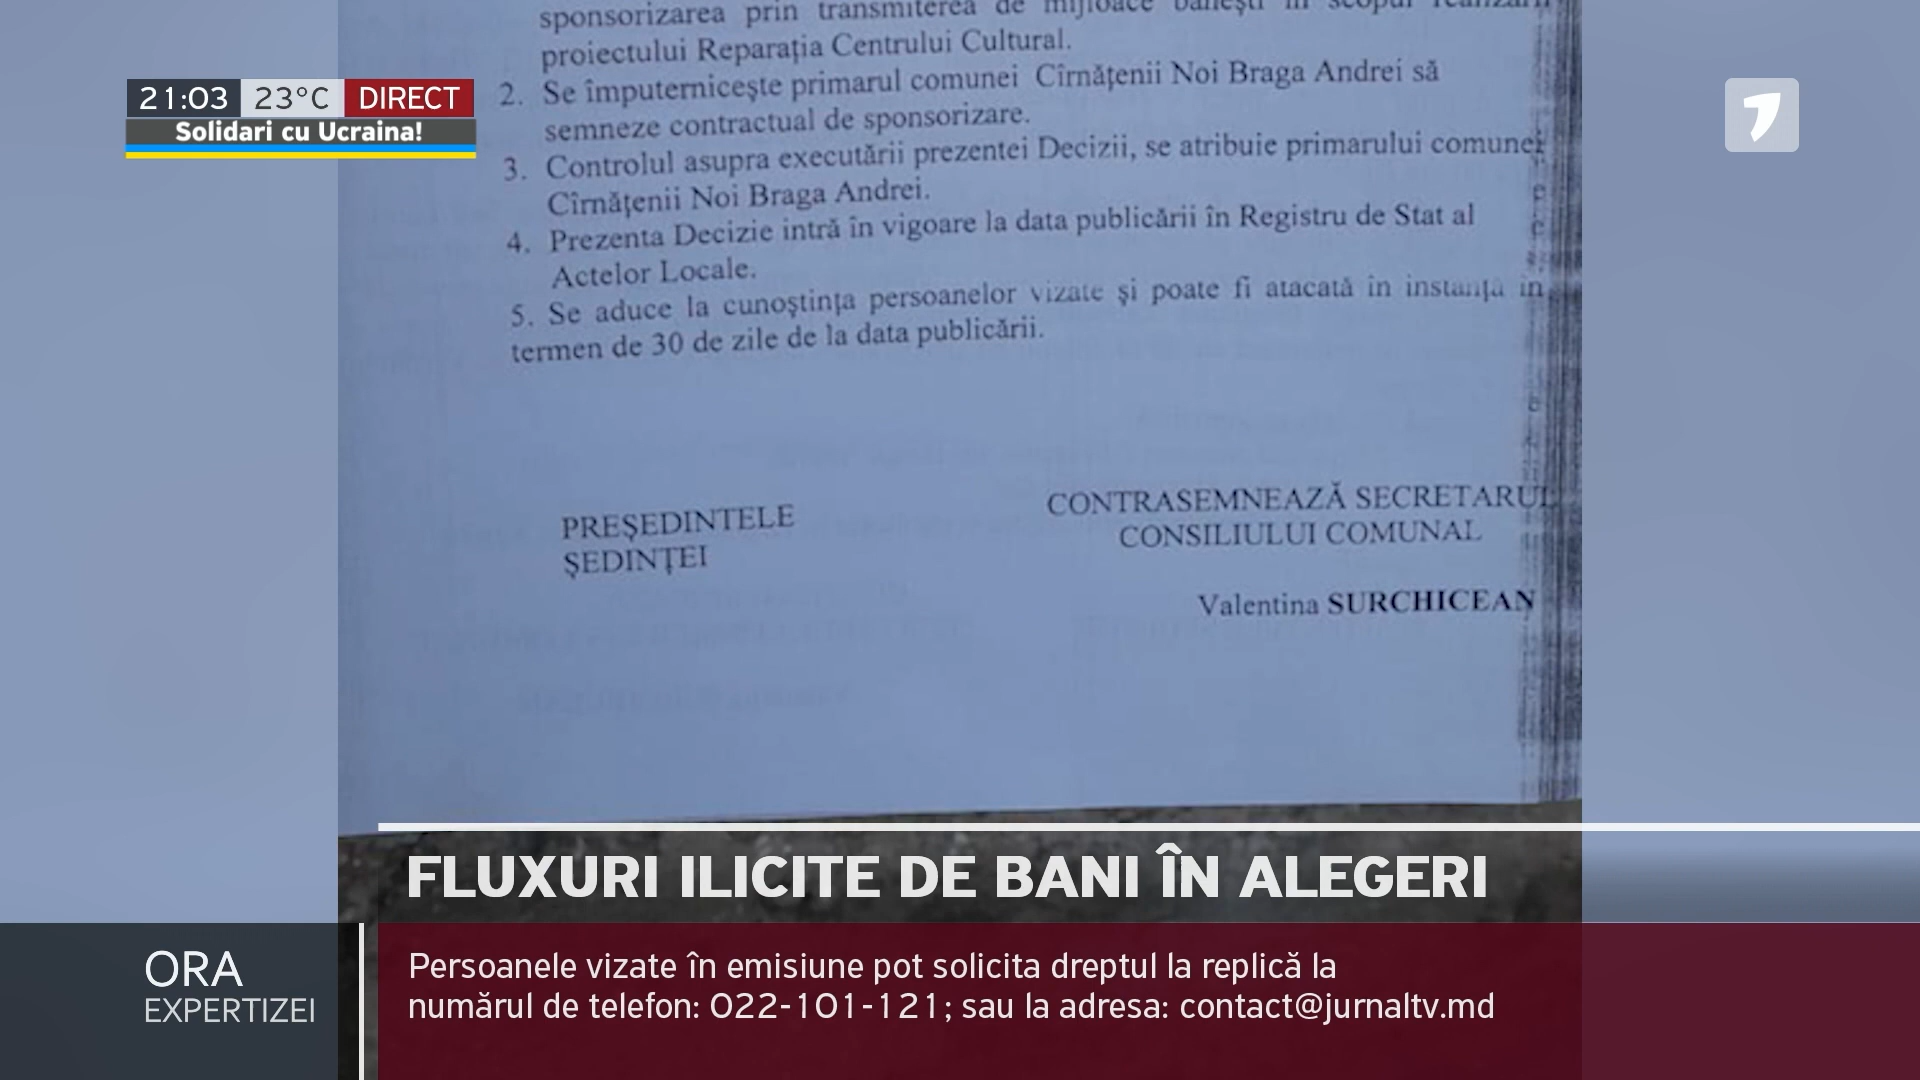 sponsorizarea prin transmiterea de mijloace bănești în scopul realizării
proiectului Reparația Centrului Cultural.
21:03 23°C DIRECT
Solidari cu Ucraina!
2. Se împuternicește primarul comunei Cîrnățenii Noi Braga Andrei să
semneze contractual de sponsorizare.
3. Controlul asupra executării prezentei Decizii, se atribuie primarului comunei
Cîrnățenii Noi Braga Andrei.
4. Prezenta Decizie intră în vigoare la data publicării în Registru de Stat al
Actelor Locale.
5. Se aduce la cunoștința persoanelor vizate și poate fi atacată în instanța în
termen de 30 de zile de la data publicării.
PREȘEDINTELE
ȘEDINȚEI
CONTRASEMNEAZĂ SECRETARUL
CONSILIULUI COMUNAL
Valentina SURCHICEAN
FLUXURI ILICITE DE BANI ÎN ALEGERI
ORA
EXPERTIZEI
Persoanele vizate în emisiune pot solicita dreptul la replică la
numărul de telefon: 022-101-121; sau la adresa: contact@jurnaltv.md